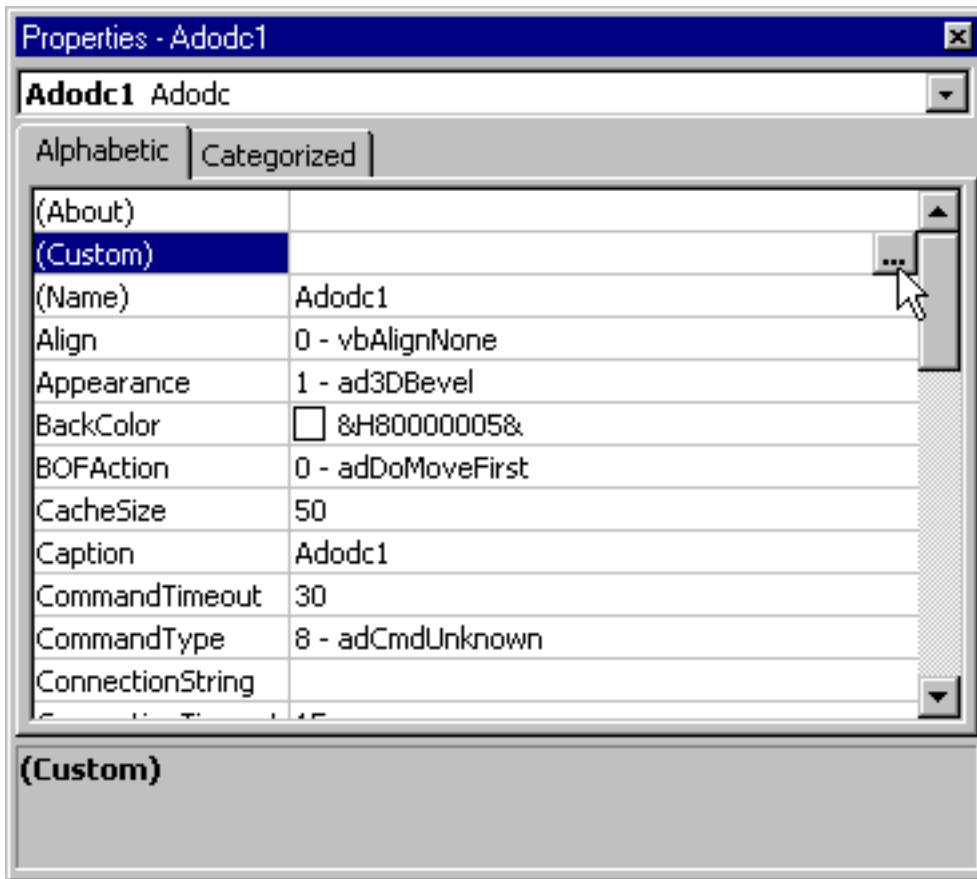 Properties - Adodc1
Adodc1 Adodc
Alphabetic Categorized
(About)
(Custom) ...
(Name) Adodc1
Align 0 - vbAlignNone
Appearance 1 - ad3DBevel
BackColor &H80000005&
BOFAction 0 - adDoMoveFirst
CacheSize 50
Caption Adodc1
CommandTimeout 30
CommandType 8 - adCmdUnknown
ConnectionString
(Custom)